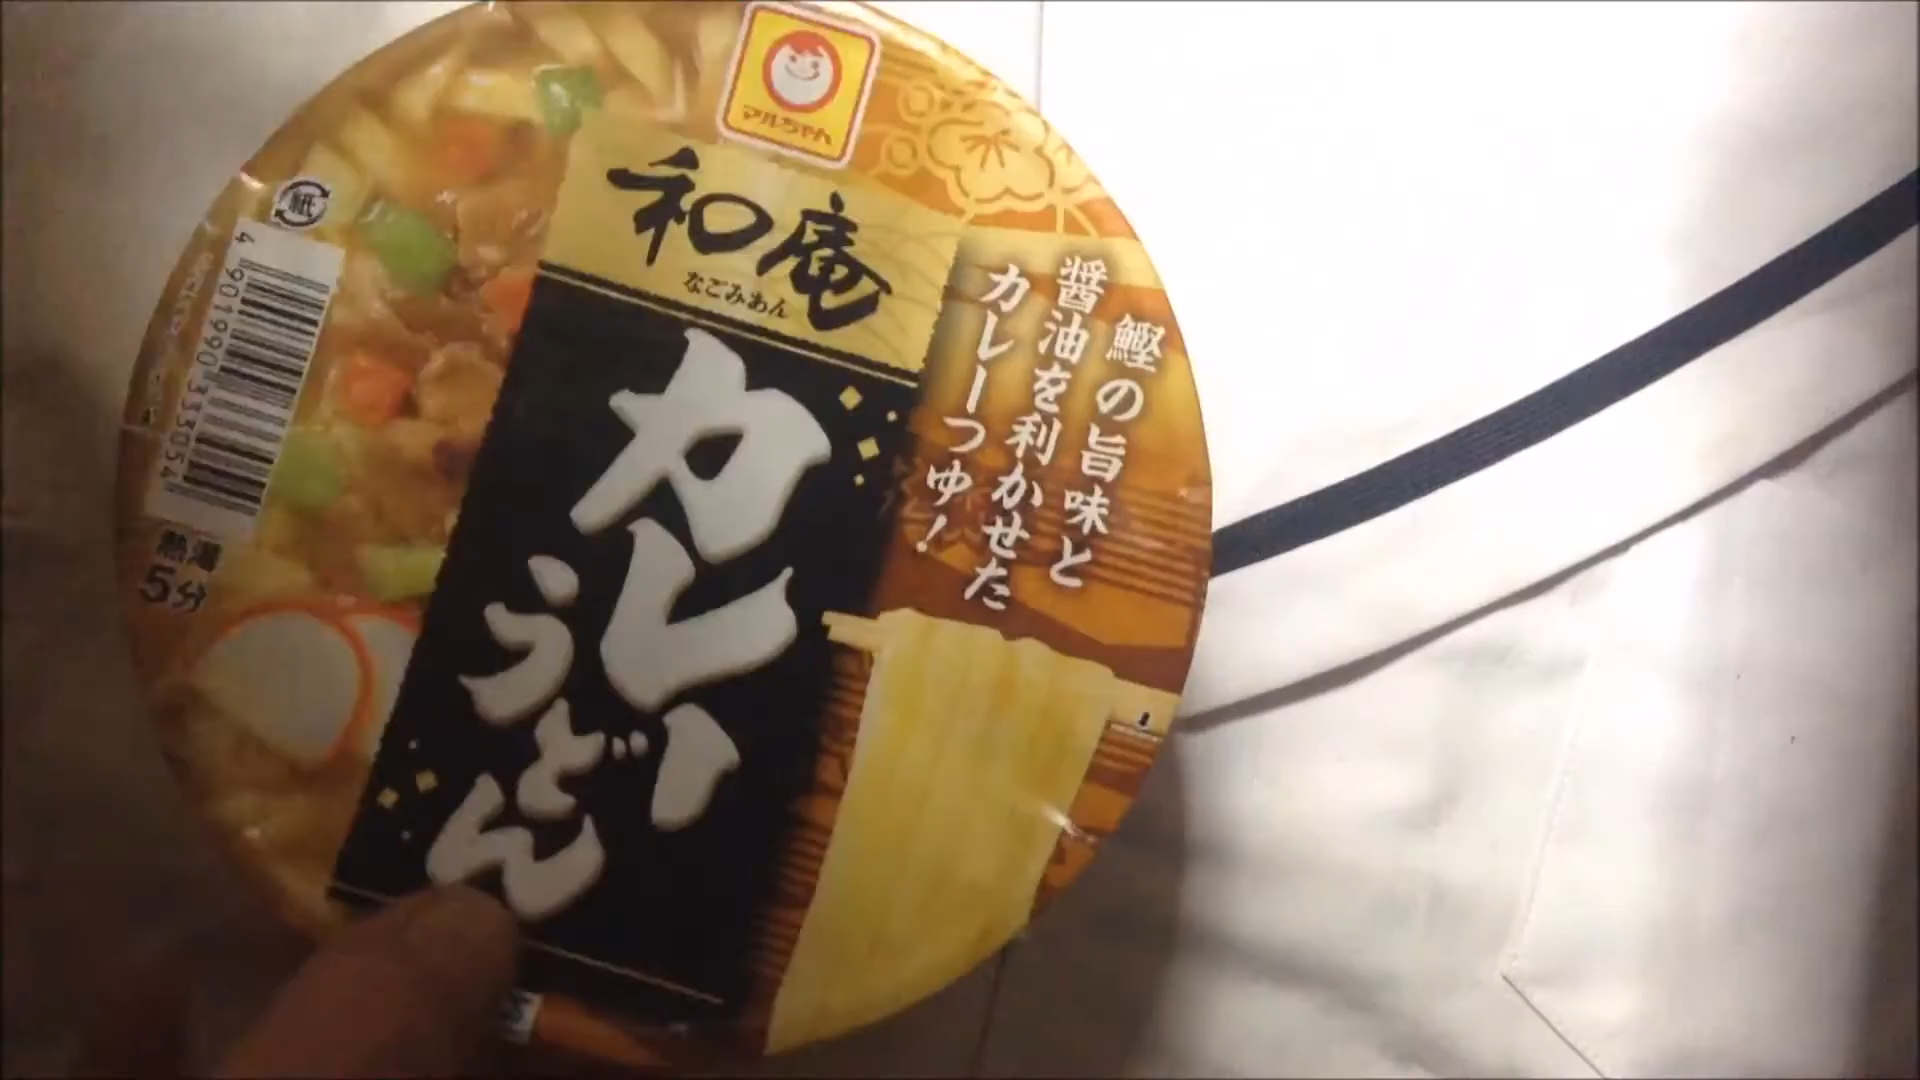 マルちゃん
和庵
なごみあん
カレー
うどん
鰹の旨味と
醤油を利かせた
カレーつゆ!
紙
4 901990 333054
熱湯
5分